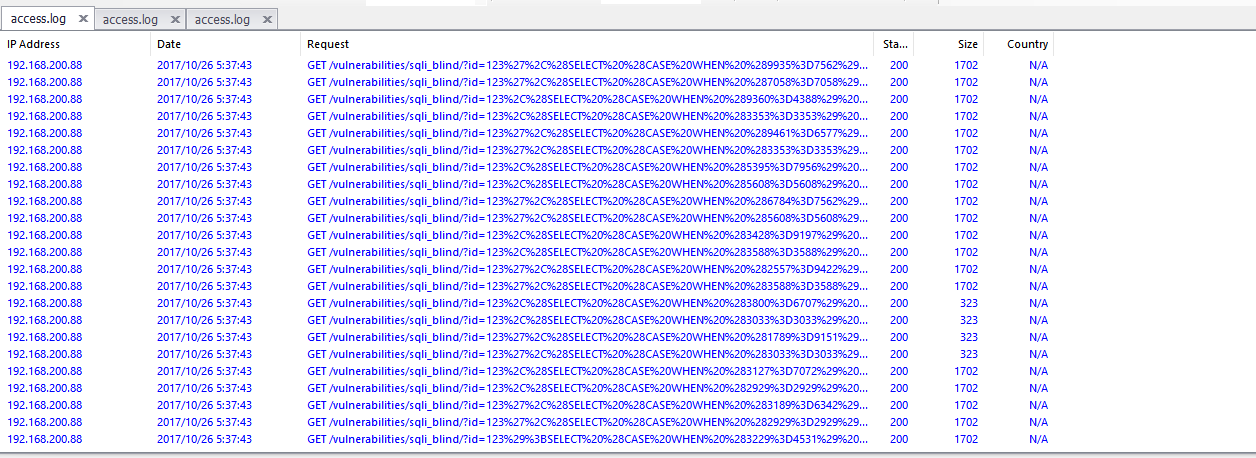 access.log access.log access.log
IP Address Date Request Sta... Size Country
192.168.200.88 2017/10/26 5:37:43 GET /vulnerabilities/sqli_blind/?id=123%27%2C%28SELECT%20%28CASE%20WHEN%20%289935%3D7562%29... 200 1702 N/A
192.168.200.88 2017/10/26 5:37:43 GET /vulnerabilities/sqli_blind/?id=123%27%2C%28SELECT%20%28CASE%20WHEN%20%287058%3D7058%29... 200 1702 N/A
192.168.200.88 2017/10/26 5:37:43 GET /vulnerabilities/sqli_blind/?id=123%2C%28SELECT%20%28CASE%20WHEN%20%289360%3D4388%29%20... 200 1702 N/A
192.168.200.88 2017/10/26 5:37:43 GET /vulnerabilities/sqli_blind/?id=123%2C%28SELECT%20%28CASE%20WHEN%20%283353%3D3353%29%20... 200 1702 N/A
192.168.200.88 2017/10/26 5:37:43 GET /vulnerabilities/sqli_blind/?id=123%27%2C%28SELECT%20%28CASE%20WHEN%20%289461%3D6577%29... 200 1702 N/A
192.168.200.88 2017/10/26 5:37:43 GET /vulnerabilities/sqli_blind/?id=123%27%2C%28SELECT%20%28CASE%20WHEN%20%283353%3D3353%29... 200 1702 N/A
192.168.200.88 2017/10/26 5:37:43 GET /vulnerabilities/sqli_blind/?id=123%2C%28SELECT%20%28CASE%20WHEN%20%285395%3D7956%29%20... 200 1702 N/A
192.168.200.88 2017/10/26 5:37:43 GET /vulnerabilities/sqli_blind/?id=123%2C%28SELECT%20%28CASE%20WHEN%20%285608%3D5608%29%20... 200 1702 N/A
192.168.200.88 2017/10/26 5:37:43 GET /vulnerabilities/sqli_blind/?id=123%27%2C%28SELECT%20%28CASE%20WHEN%20%286784%3D7562%29... 200 1702 N/A
192.168.200.88 2017/10/26 5:37:43 GET /vulnerabilities/sqli_blind/?id=123%27%2C%28SELECT%20%28CASE%20WHEN%20%285608%3D5608%29... 200 1702 N/A
192.168.200.88 2017/10/26 5:37:43 GET /vulnerabilities/sqli_blind/?id=123%2C%28SELECT%20%28CASE%20WHEN%20%283428%3D9197%29%20... 200 1702 N/A
192.168.200.88 2017/10/26 5:37:43 GET /vulnerabilities/sqli_blind/?id=123%2C%28SELECT%20%28CASE%20WHEN%20%283588%3D3588%29%20... 200 1702 N/A
192.168.200.88 2017/10/26 5:37:43 GET /vulnerabilities/sqli_blind/?id=123%27%2C%28SELECT%20%28CASE%20WHEN%20%282557%3D9422%29... 200 1702 N/A
192.168.200.88 2017/10/26 5:37:43 GET /vulnerabilities/sqli_blind/?id=123%27%2C%28SELECT%20%28CASE%20WHEN%20%283588%3D3588%29... 200 1702 N/A
192.168.200.88 2017/10/26 5:37:43 GET /vulnerabilities/sqli_blind/?id=123%2C%28SELECT%20%28CASE%20WHEN%20%283800%3D6707%29%20... 200 323 N/A
192.168.200.88 2017/10/26 5:37:43 GET /vulnerabilities/sqli_blind/?id=123%2C%28SELECT%20%28CASE%20WHEN%20%283033%3D3033%29%20... 200 323 N/A
192.168.200.88 2017/10/26 5:37:43 GET /vulnerabilities/sqli_blind/?id=123%2C%28SELECT%20%28CASE%20WHEN%20%281789%3D9151%29%20... 200 323 N/A
192.168.200.88 2017/10/26 5:37:43 GET /vulnerabilities/sqli_blind/?id=123%2C%28SELECT%20%28CASE%20WHEN%20%283033%3D3033%29%20... 200 323 N/A
192.168.200.88 2017/10/26 5:37:43 GET /vulnerabilities/sqli_blind/?id=123%27%2C%28SELECT%20%28CASE%20WHEN%20%283127%3D7072%29... 200 1702 N/A
192.168.200.88 2017/10/26 5:37:43 GET /vulnerabilities/sqli_blind/?id=123%27%2C%28SELECT%20%28CASE%20WHEN%20%282929%3D2929%29... 200 1702 N/A
192.168.200.88 2017/10/26 5:37:43 GET /vulnerabilities/sqli_blind/?id=123%27%2C%28SELECT%20%28CASE%20WHEN%20%283189%3D6342%29... 200 1702 N/A
192.168.200.88 2017/10/26 5:37:43 GET /vulnerabilities/sqli_blind/?id=123%27%2C%28SELECT%20%28CASE%20WHEN%20%282929%3D2929%29... 200 1702 N/A
192.168.200.88 2017/10/26 5:37:43 GET /vulnerabilities/sqli_blind/?id=123%29%3BSELECT%20%28CASE%20WHEN%20%283229%3D4531%29%20... 200 1702 N/A